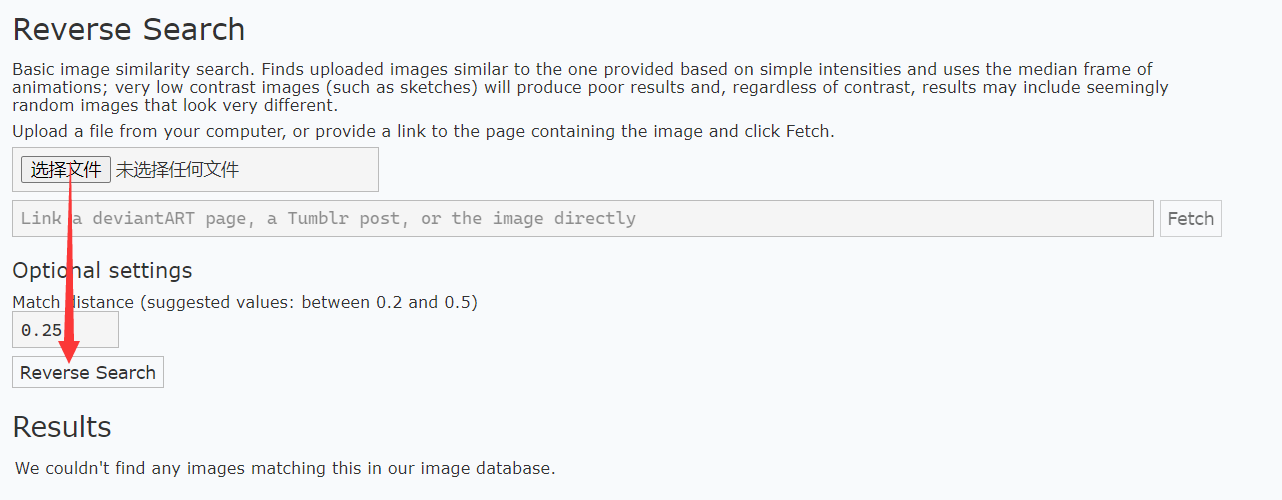 Reverse Search
Basic image similarity search. Finds uploaded images similar to the one provided based on simple intensities and uses the median frame of
animations; very low contrast images (such as sketches) will produce poor results and, regardless of contrast, results may include seemingly
random images that look very different.
Upload a file from your computer, or provide a link to the page containing the image and click Fetch.
选择文件 未选择任何文件
Link a deviantART page, a Tumblr post, or the image directly Fetch
Optional settings
Match distance (suggested values: between 0.2 and 0.5)
0.25
Reverse Search
Results
We couldn't find any images matching this in our image database.